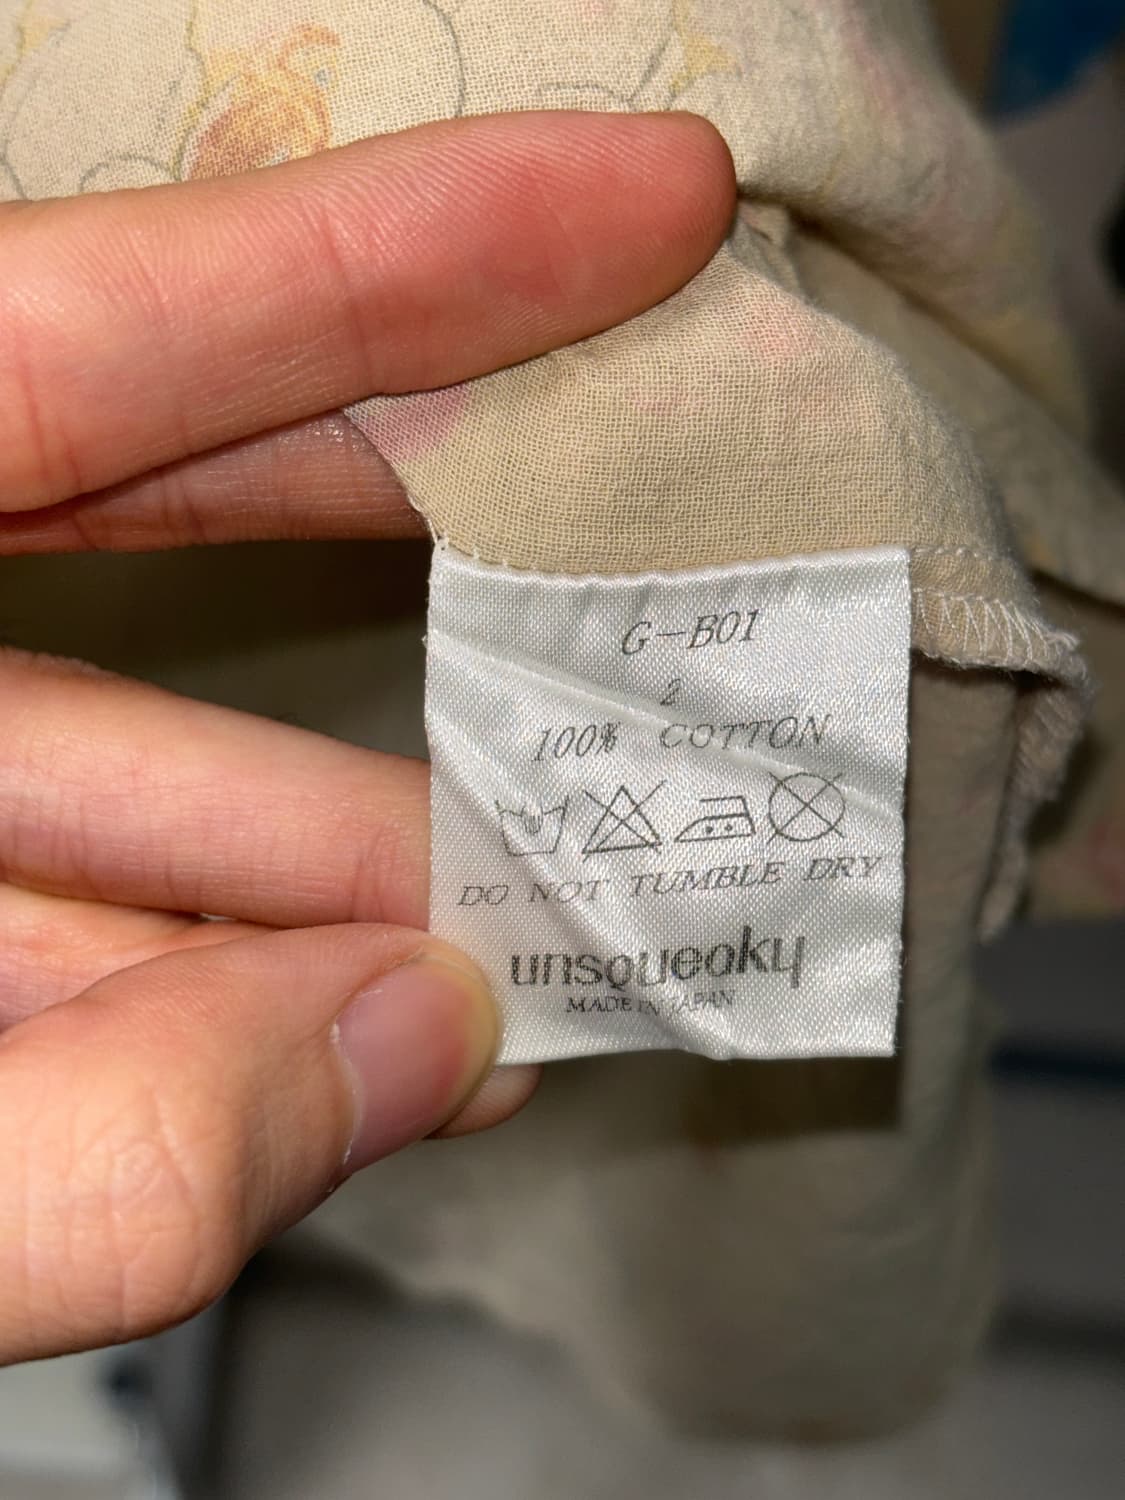 G-B01
2
100% COTTON
DO NOT TUMBLE DRY
unsqueaky
MADE IN JAPAN